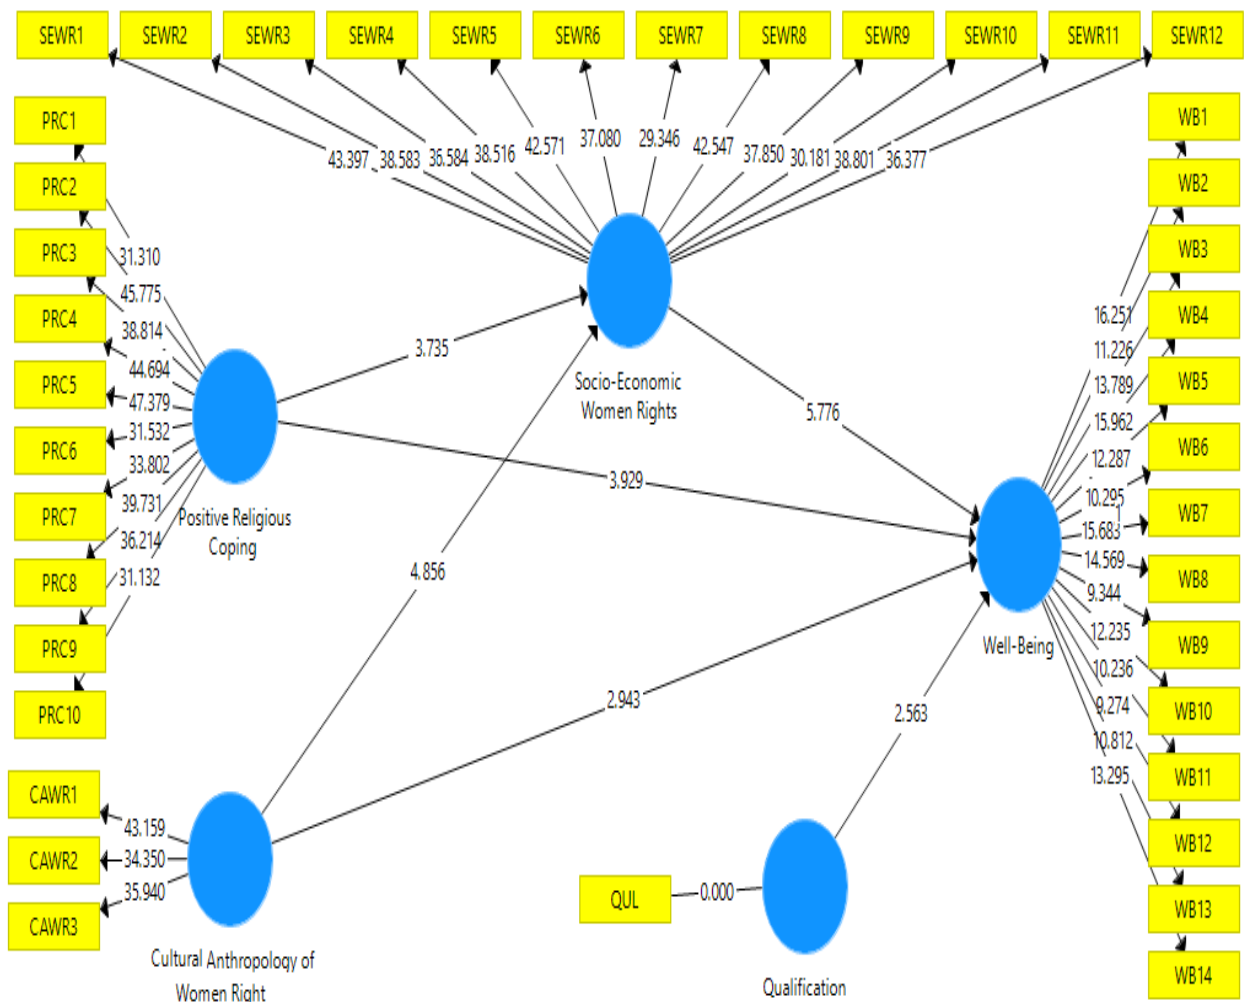 SEWR1 SEWR2 SEWR3 SEWR4 SEWR5 SEWR6 SEWR7 SEWR8 SEWR9 SEWR10 SEWR11 SEWR12
43.397 38.583 35.584 38.516 42.571 37.080 29.346 42.547 37.850 30.181 38.801 36.377
PRC1
PRC2
PRC3
PRC4
PRC5
PRC6
PRC7
PRC8
PRC9
PRC10
31.310
45.775
38.814
44.694
47.379
31.532
33.802
39.731
36.214
31.132
Positive Religious
Coping
3.735
Socio-Economic
Women Rights
5.776
3.929
4.856
2.943
2.563
Well-Being
WB1
WB2
WB3
WB4
WB5
WB6
WB7
WB8
WB9
WB10
WB11
WB12
WB13
WB14
16.251
11.226
13.789
15.962
12.287
10.295
15.683
14.569
9.344
12.235
10.236
9.274
10.812
13.295
CAWR1
CAWR2
CAWR3
43.159
34.350
35.940
Cultural Anthropology of
Women Right
QUL
0.000
Qualification